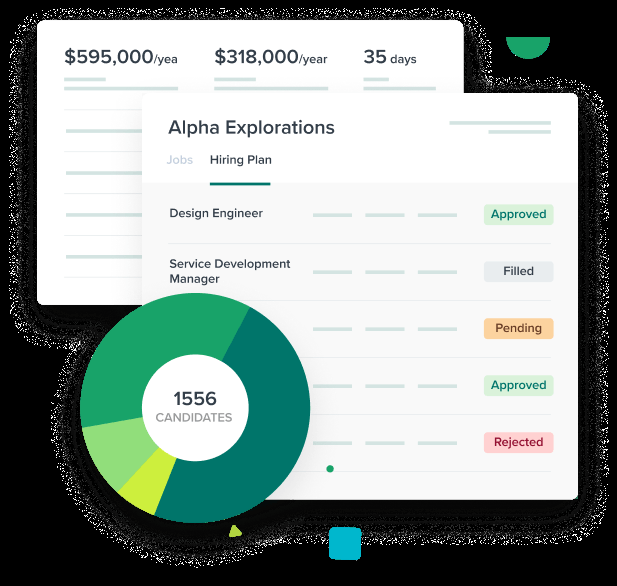 $595,000/yea
$318,000/year
35 days
Alpha Explorations
Jobs
Hiring Plan
Design Engineer
Approved
Service Development
Manager
Filled
Pending
Approved
Rejected
1556
CANDIDATES